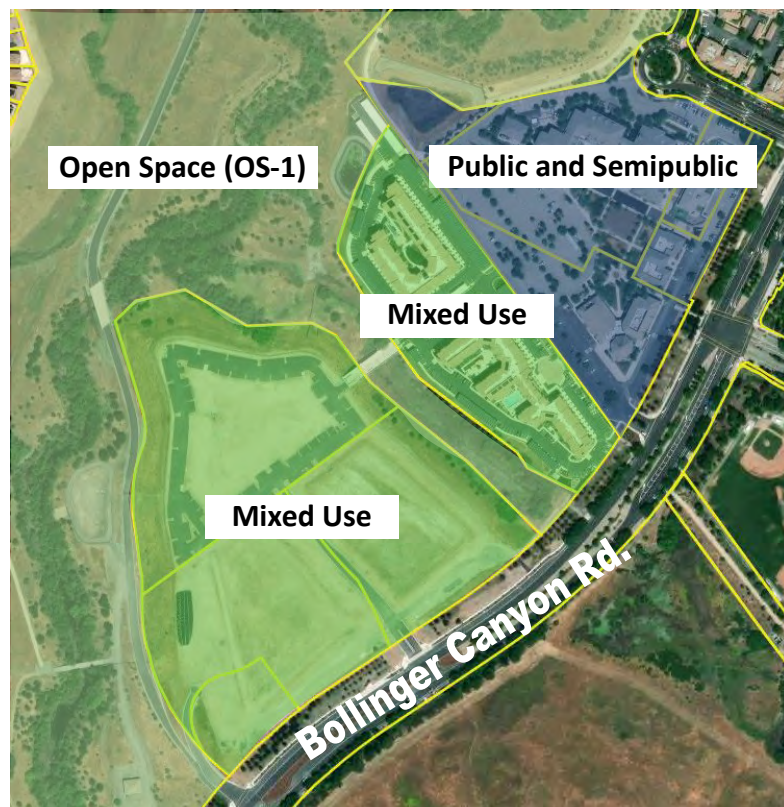 Open Space (OS-1)
Public and Semipublic
Mixed Use
Mixed Use
Bollinger Canyon Rd.